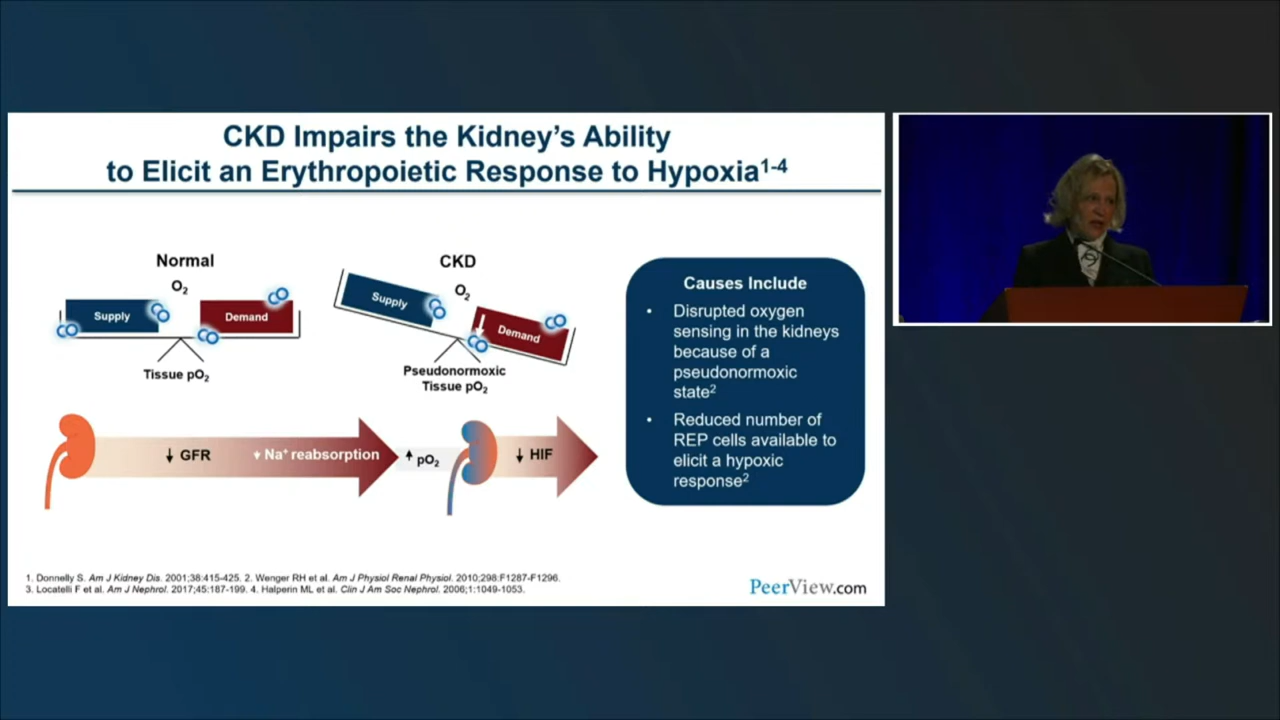 CKD Impairs the Kidney's Ability
to Elicit an Erythropoietic Response to Hypoxia1-4
Normal
O2
Supply
Demand
Tissue pO2
CKD
O2
Supply
Demand
Pseudonormoxic
Tissue pO2
↓ GFR
↓ Na+ reabsorption
↑ pO2
↓ HIF
Causes Include
• Disrupted oxygen
sensing in the kidneys
because of a
pseudonormoxic
state2
• Reduced number of
REP cells available to
elicit a hypoxic
response2
1. Donnelly S. Am J Kidney Dis. 2001;38:415-425. 2. Wenger RH et al. Am J Physiol Renal Physiol. 2010;298:F1287-F1296.
3. Locatelli F et al. Am J Nephrol. 2017;45:187-199. 4. Halperin ML et al. Clin J Am Soc Nephrol. 2006;1:1049-1053.
PeerView.com